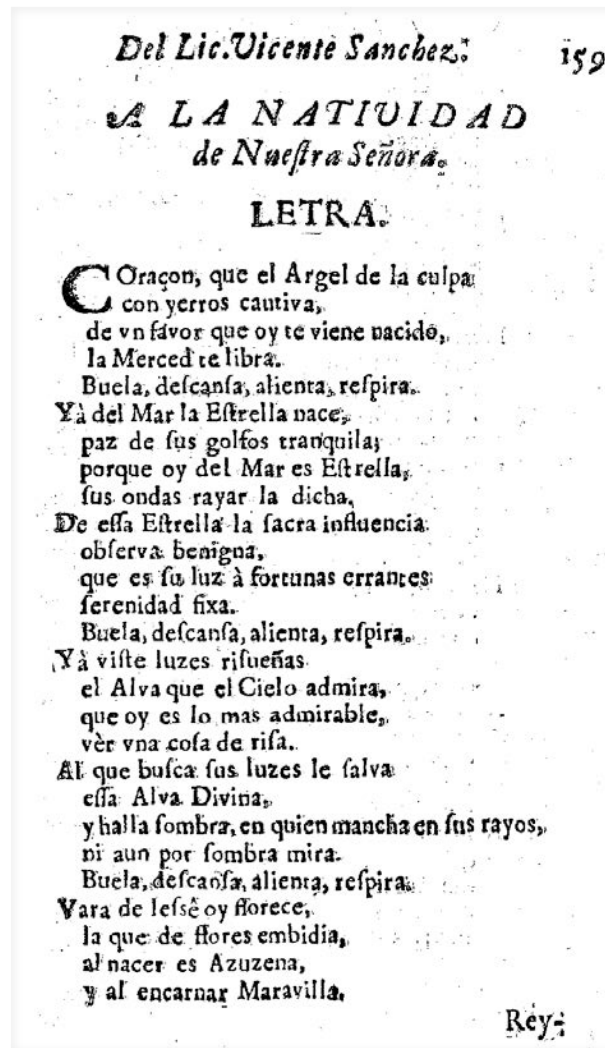 Del Lic. Vicente Sanchez. 159
A LA NATIVIDAD
de Nueſtra Señora.
LETRA.
COraçon, que el Argel de la culpa
con yerros cautiva,
de vn favor que oy te viene nacido,
la Merced te libra.
Buela, deſcanſa, alienta, reſpira.
Yà del Mar la Eſtrella nace,
paz de ſus golfos tranquila;
porque oy del Mar es Eſtrella,
ſus ondas rayar la dicha.
De eſſa Eſtrella la ſacra influencia
obſerva benigna,
que es ſu luz à fortunas errantes
ſerenidad fixa.
Buela, deſcanſa, alienta, reſpira.
Yà viſte luzes riſueñas
el Alva que el Cielo admira,
que oy es lo mas admirable,
vèr vna coſa de riſa.
Al que buſca ſus luzes le ſalva
eſſa Alva Divina,
y halla ſombra, en quien mancha en ſus rayos,
ni aun por ſombra mira.
Buela, deſcanſa, alienta, reſpira.
Vara de Ieſsè oy florece,
la que de flores embidia,
al nacer es Azuzena,
y al encarnar Maravilla.
Rey-